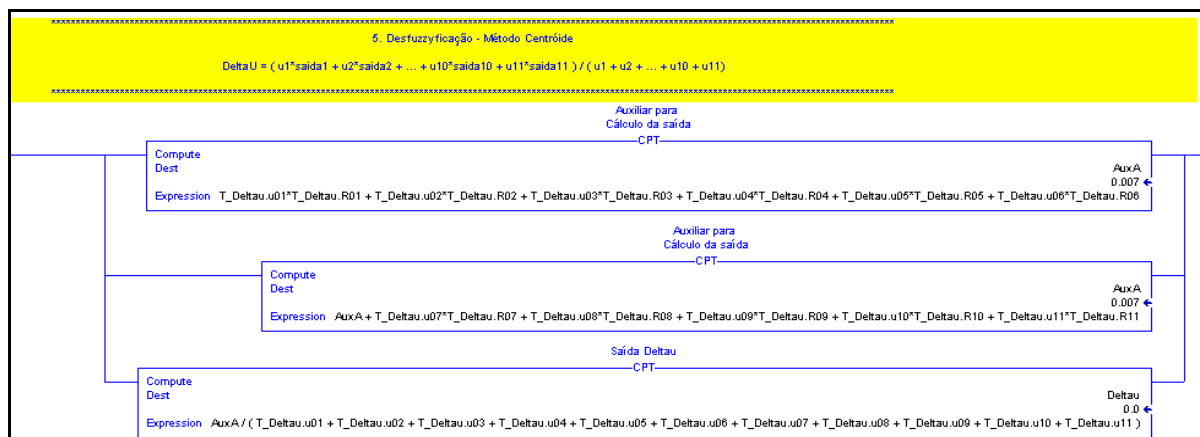 5. Desfuzzyficação - Método Centróide
DeltaU = ( u1*saida1 + u2*saida2 + ... + u10*saida10 + u11*saida11 ) / ( u1 + u2 + ... + u10 + u11)
Auxiliar para
Cálculo da saída
CPT
Compute
Dest
AuxA
0.007
Expression T_Deltau.u01*T_Deltau.R01 + T_Deltau.u02*T_Deltau.R02 + T_Deltau.u03*T_Deltau.R03 + T_Deltau.u04*T_Deltau.R04 + T_Deltau.u05*T_Deltau.R05 + T_Deltau.u06*T_Deltau.R06
Auxiliar para
Cálculo da saída
CPT
Compute
Dest
AuxA
0.007
Expression AuxA + T_Deltau.u07*T_Deltau.R07 + T_Deltau.u08*T_Deltau.R08 + T_Deltau.u09*T_Deltau.R09 + T_Deltau.u10*T_Deltau.R10 + T_Deltau.u11*T_Deltau.R11
Saída Deltau
CPT
Compute
Dest
Deltau
0.0
Expression AuxA / ( T_Deltau.u01 + T_Deltau.u02 + T_Deltau.u03 + T_Deltau.u04 + T_Deltau.u05 + T_Deltau.u06 + T_Deltau.u07 + T_Deltau.u08 + T_Deltau.u09 + T_Deltau.u10 + T_Deltau.u11 )